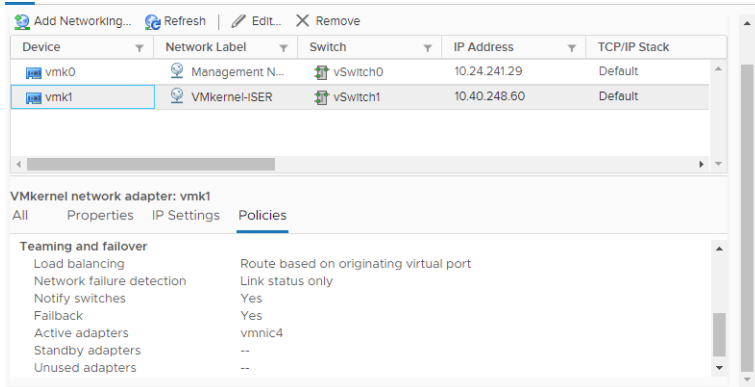 Add Networking... Refresh Edit... Remove
Device Network Label Switch IP Address TCP/IP Stack
vmk0 Management N... vSwitch0 10.24.241.29 Default
vmk1 VMkernel-ISER vSwitch1 10.40.248.60 Default
VMkernel network adapter: vmk1
All Properties IP Settings Policies
Teaming and failover
Load balancing Route based on originating virtual port
Network failure detection Link status only
Notify switches Yes
Failback Yes
Active adapters vmnic4
Standby adapters --
Unused adapters --